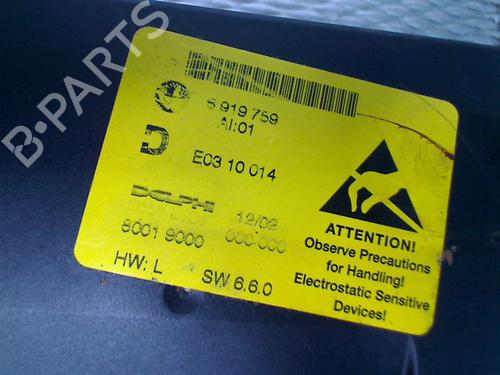 B-PARTS
6 919 759
AI:01
EC3 10 014
DELPHI
12/02
8001 9000
000.000
HW: L
SW 6.6.0
ATTENTION!
Observe Precautions
for Handling!
Electrostatic Sensitive
Devices!